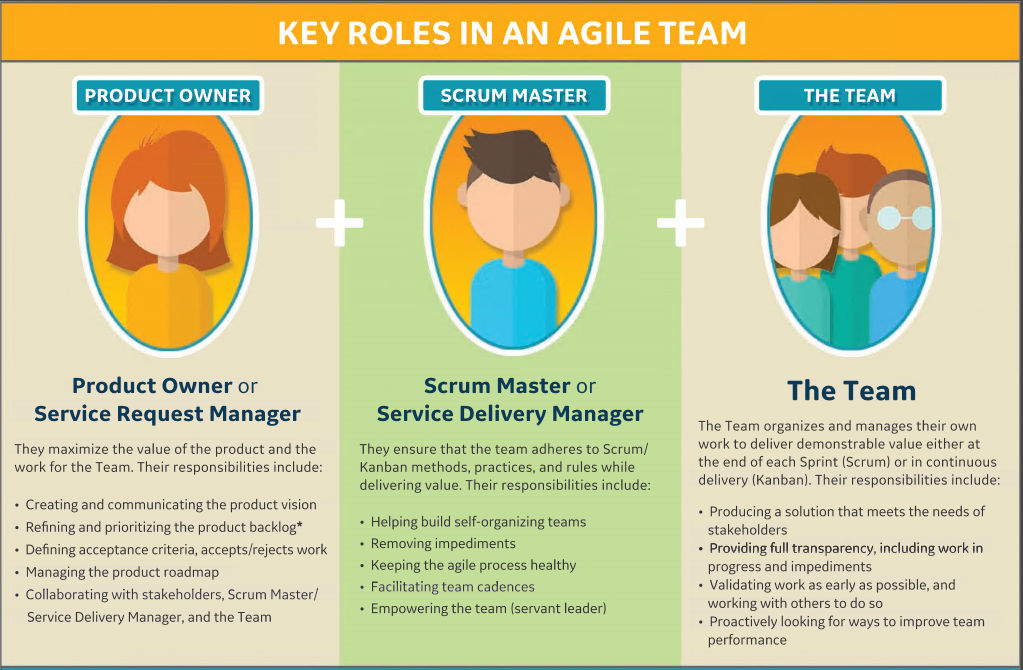 KEY ROLES IN AN AGILE TEAM
PRODUCT OWNER
Product Owner or
Service Request Manager
They maximize the value of the product and the
work for the Team. Their responsibilities include:
• Creating and communicating the product vision
• Refining and prioritizing the product backlog*
• Defining acceptance criteria, accepts/rejects work
• Managing the product roadmap
• Collaborating with stakeholders, Scrum Master/
Service Delivery Manager, and the Team
SCRUM MASTER
Scrum Master or
Service Delivery Manager
They ensure that the team adheres to Scrum/
Kanban methods, practices, and rules while
delivering value. Their responsibilities include:
• Helping build self-organizing teams
• Removing impediments
• Keeping the agile process healthy
• Facilitating team cadences
• Empowering the team (servant leader)
THE TEAM
The Team
The Team organizes and manages their own
work to deliver demonstrable value either at
the end of each Sprint (Scrum) or in continuous
delivery (Kanban). Their responsibilities include:
• Producing a solution that meets the needs of
stakeholders
• Providing full transparency, including work in
progress and impediments
• Validating work as early as possible, and
working with others to do so
• Proactively looking for ways to improve team
performance